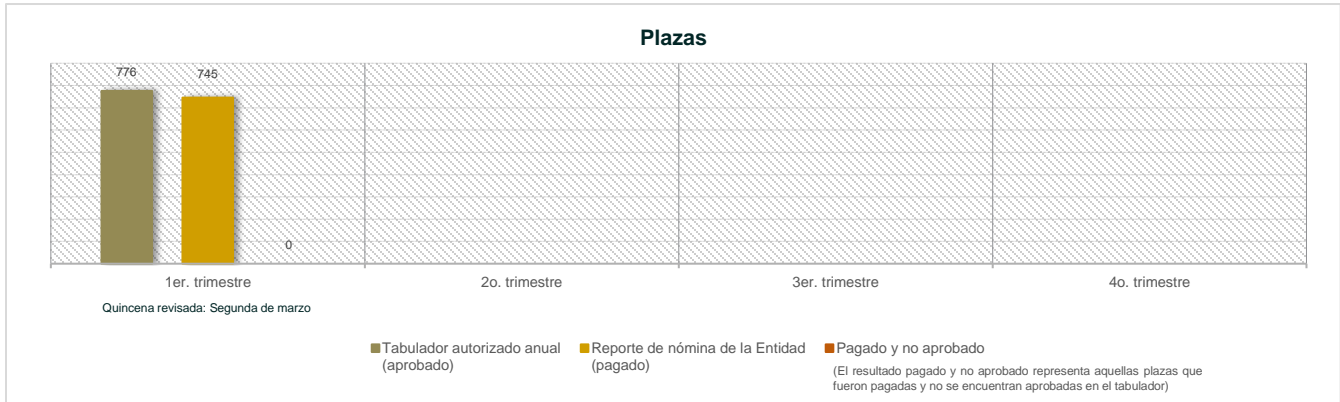 Plazas
776
745
0
1er. trimestre
2o. trimestre
3er. trimestre
4o. trimestre
Quincena revisada: Segunda de marzo
Tabulador autorizado anual
(aprobado)
Reporte de nómina de la Entidad
(pagado)
Pagado y no aprobado
(El resultado pagado y no aprobado representa aquellas plazas que
fueron pagadas y no se encuentran aprobadas en el tabulador)